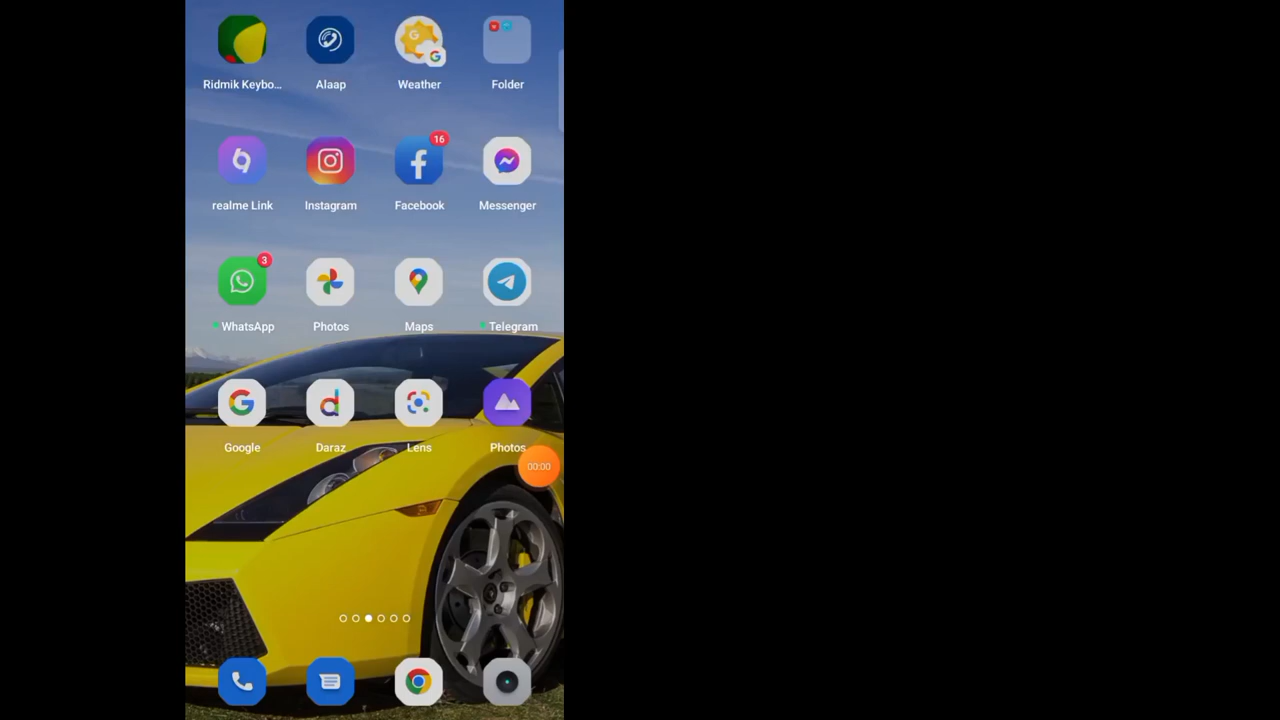 Ridmik Keybo...
Alaap
Weather
Folder
16
realme Link
Instagram
Facebook
Messenger
3
WhatsApp
Photos
Maps
Telegram
Google
Daraz
Lens
Photos
00:00